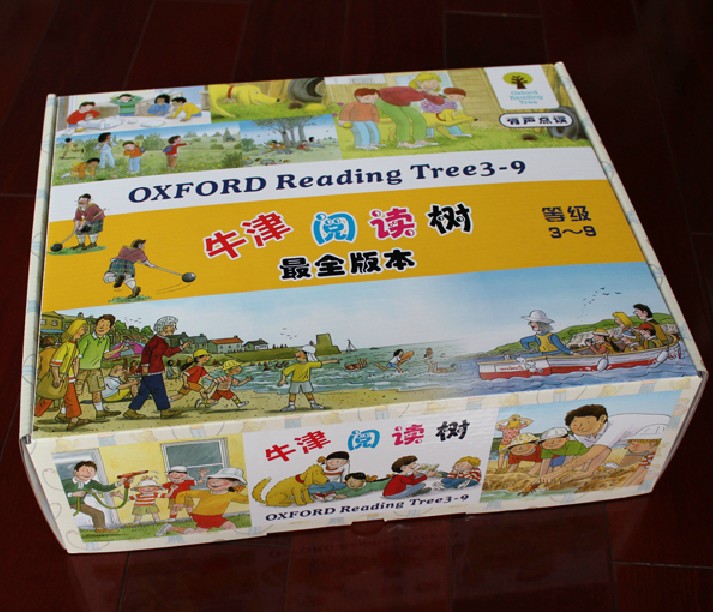 Oxford
Reading
Tree
有声点读
OXFORD Reading Tree3-9
牛津阅读树
等级
3～9
最全版本
牛津阅读树
OXFORD Reading Tree3-9